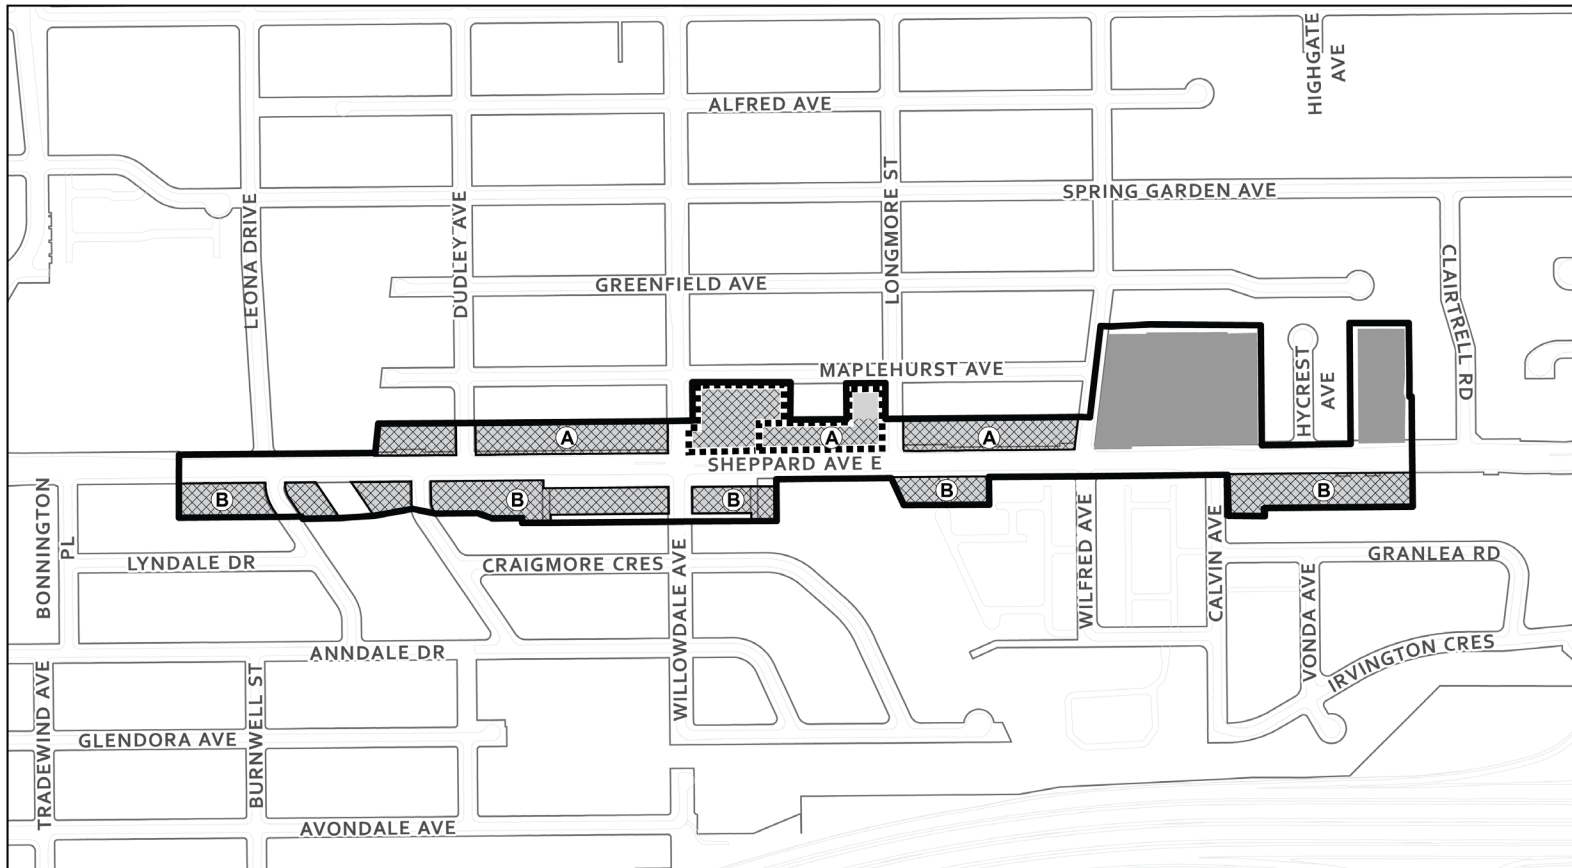 HIGHGATE
AVE
ALFRED AVE
SPRING GARDEN AVE
LEONA DRIVE
DUDLEY AVE
LONGMORE ST
GREENFIELD AVE
CLAIRTRELL RD
MAPLEHURST AVE
HYCREST
AVE
A
A
A
SHEPPARD AVE E
B
B
B
B
B
BONNINGTON
PL
LYNDALE DR
CRAIGMORE CRES
WILLOWDALE AVE
WILFRED AVE
CALVIN AVE
GRANLEA RD
VONDA AVE
IRVINGTON CRES
ANNDALE DR
TRADEWIND AVE
BURNWELL ST
GLENDORA AVE
AVONDALE AVE